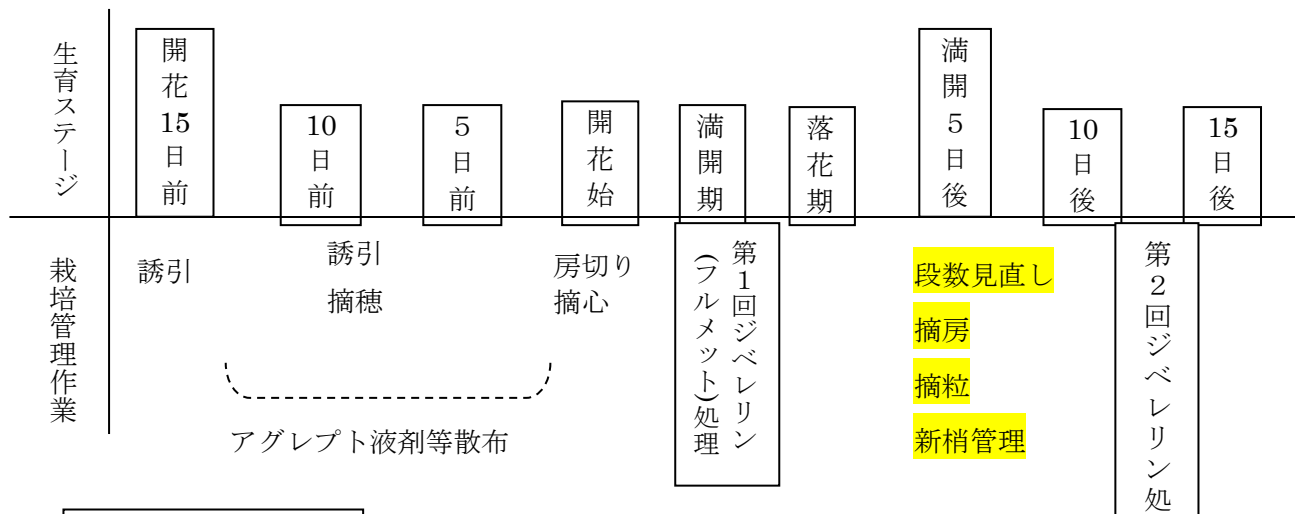 生育ステージ
開花15日前
10日前
5日前
開花始
満開期
落花期
満開5日後
10日後
15日後
栽培管理作業
誘引
誘引
摘穂
アグレプト液剤等散布
房切り
摘心
第1回ジベレリン
(フルメット)処理
段数見直し
摘房
摘粒
新梢管理
第2回ジベレリン処